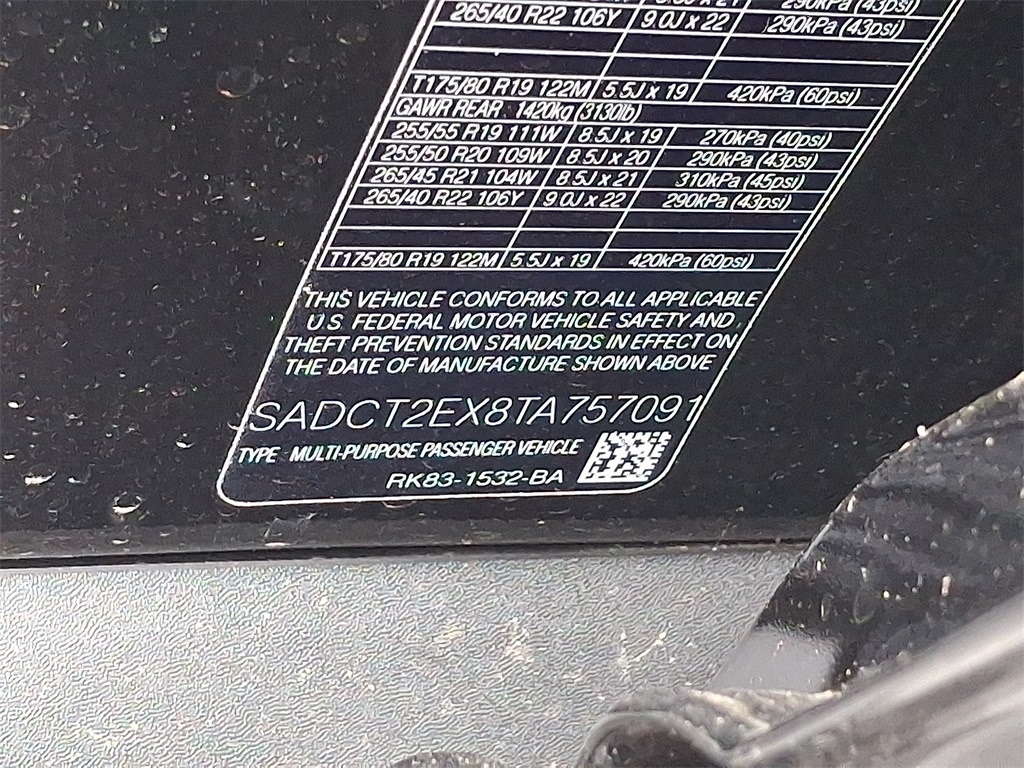 290kPa (43psi)
265/40 R22 106Y 9.0J x 22 290kPa (43psi)
T175/80 R19 122M 5.5J x 19 420kPa (60psi)
GAWR REAR: 1420kg (3130lb)
255/55 R19 111W 8.5J x 19 270kPa (40psi)
255/50 R20 109W 8.5J x 20 290kPa (43psi)
265/45 R21 104W 8.5J x 21 310kPa (45psi)
265/40 R22 106Y 9.0J x 22 290kPa (43psi)
T175/80 R19 122M 5.5J x 19 420kPa (60psi)
THIS VEHICLE CONFORMS TO ALL APPLICABLE
U.S. FEDERAL MOTOR VEHICLE SAFETY AND
THEFT PREVENTION STANDARDS IN EFFECT ON
THE DATE OF MANUFACTURE SHOWN ABOVE
SADCT2EX8TA757091
TYPE MULTI-PURPOSE PASSENGER VEHICLE
RK83-1532-BA